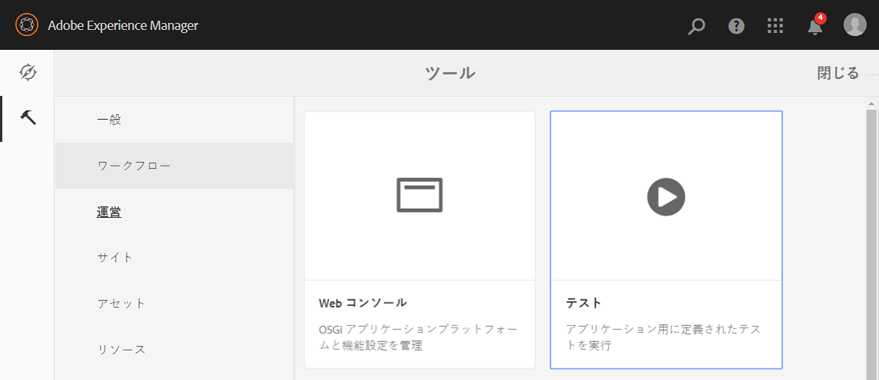 Adobe Experience Manager
4
ツール
閉じる
一般
ワークフロー
運営
サイト
アセット
リソース
Web コンソール
OSGi アプリケーションプラットフォー
ムと機能設定を管理
テスト
アプリケーション用に定義されたテス
トを実行